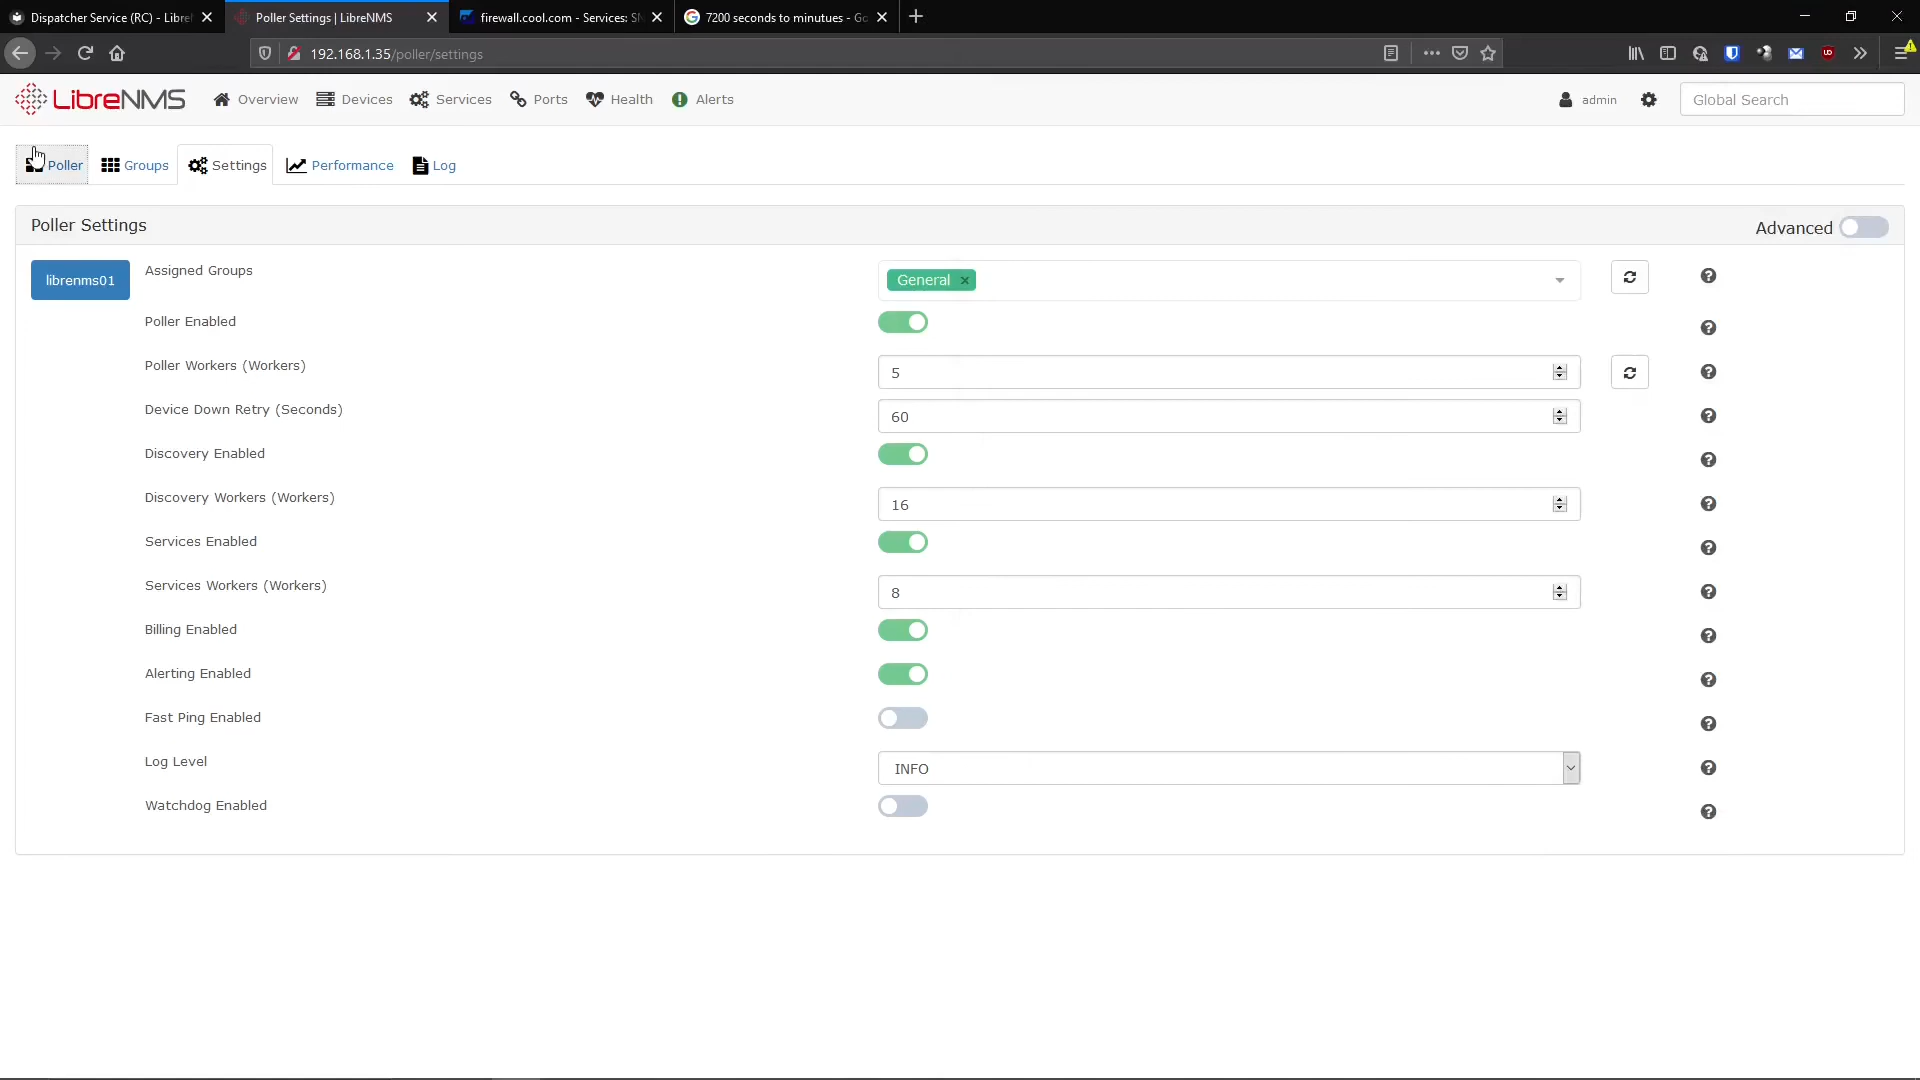 Dispatcher Service (RC) - Libre
Poller Settings | LibreNMS
firewall.cool.com - Services: SN
7200 seconds to minutues - Go
192.168.1.35/poller/settings
LibreNMS
Overview
Devices
Services
Ports
Health
Alerts
admin
Global Search
Poller
Groups
Settings
Performance
Log
Poller Settings
Advanced
librenms01
Assigned Groups
General ×
Poller Enabled
Poller Workers (Workers)
5
Device Down Retry (Seconds)
60
Discovery Enabled
Discovery Workers (Workers)
16
Services Enabled
Services Workers (Workers)
8
Billing Enabled
Alerting Enabled
Fast Ping Enabled
Log Level
INFO
Watchdog Enabled